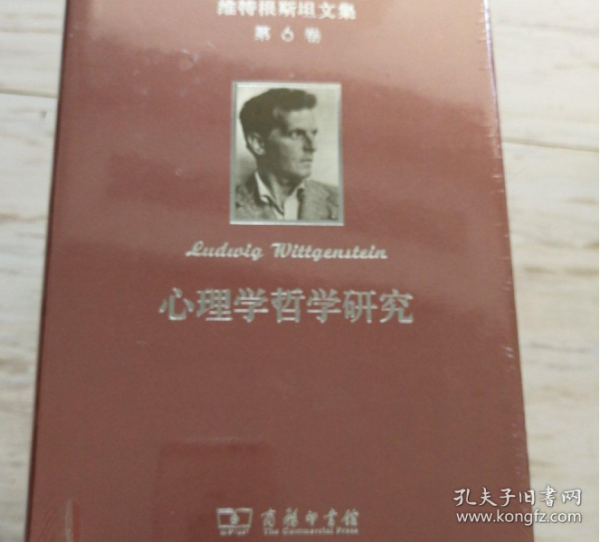 维特根斯坦文集
第6卷
Ludwig Wittgenstein
心理学哲学研究
商务印书馆
The Commercial Press
孔夫子旧书网
www.kongfz.com